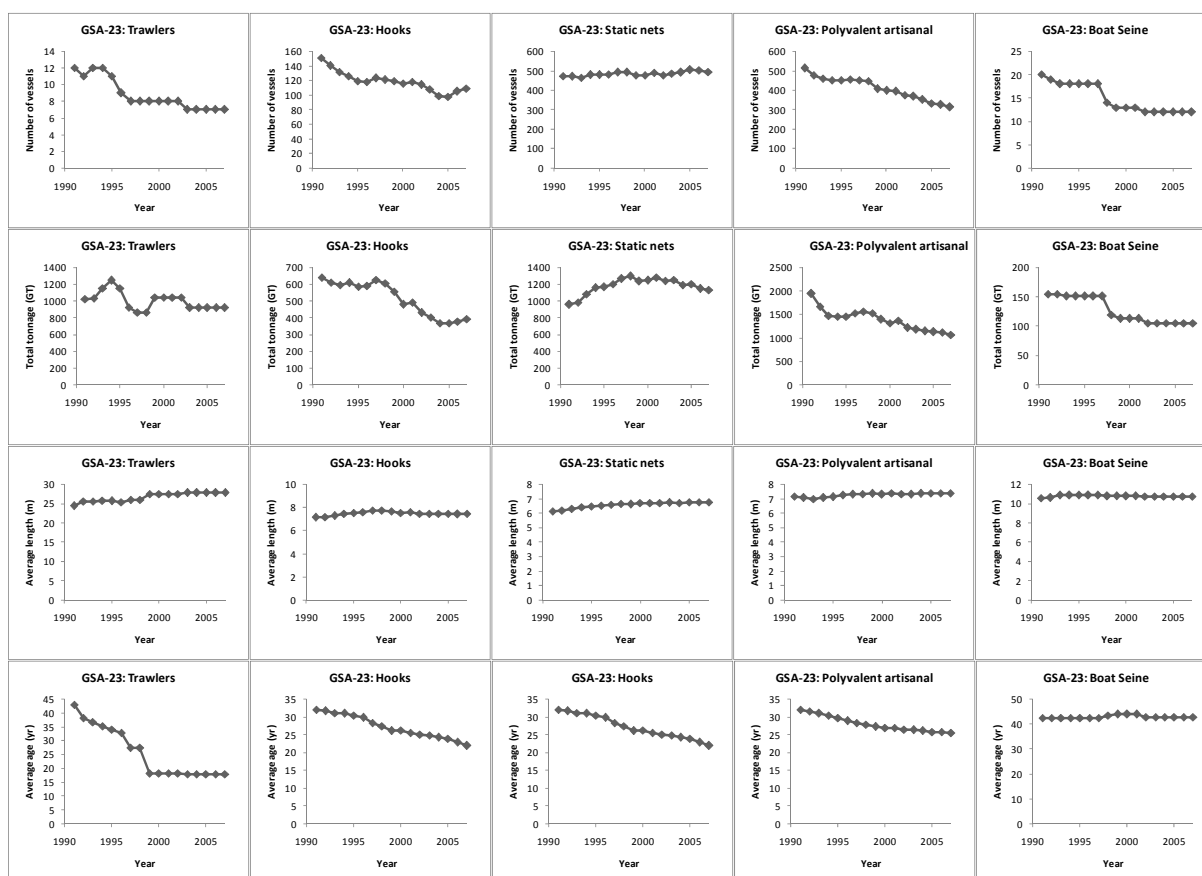 GSA-23: Trawlers
Number of vessels
14
12
10
8
6
4
2
0
1990 1995 2000 2005
Year
GSA-23: Hooks
Number of vessels
160
140
120
100
80
60
40
20
0
1990 1995 2000 2005
Year
GSA-23: Static nets
Number of vessels
600
500
400
300
200
100
0
1990 1995 2000 2005
Year
GSA-23: Polyvalent artisanal
Number of vessels
600
500
400
300
200
100
0
1990 1995 2000 2005
Year
GSA-23: Boat Seine
Number of vessels
25
20
15
10
5
0
1990 1995 2000 2005
Year
GSA-23: Trawlers
Total tonnage (GT)
1400
1200
1000
800
600
400
200
0
1990 1995 2000 2005
Year
GSA-23: Hooks
Total tonnage (GT)
700
600
500
400
300
200
100
0
1990 1995 2000 2005
Year
GSA-23: Static nets
Total tonnage (GT)
1400
1200
1000
800
600
400
200
0
1990 1995 2000 2005
Year
GSA-23: Polyvalent artisanal
Total tonnage (GT)
2500
2000
1500
1000
500
0
1990 1995 2000 2005
Year
GSA-23: Boat Seine
Total tonnage (GT)
200
150
100
50
0
1990 1995 2000 2005
Year
GSA-23: Trawlers
Average length (m)
30
25
20
15
10
5
0
1990 1995 2000 2005
Year
GSA-23: Hooks
Average length (m)
10
8
6
4
2
0
1990 1995 2000 2005
Year
GSA-23: Static nets
Average length (m)
8
7
6
5
4
3
2
1
0
1990 1995 2000 2005
Year
GSA-23: Polyvalent artisanal
Average length (m)
8
7
6
5
4
3
2
1
0
1990 1995 2000 2005
Year
GSA-23: Boat Seine
Average length (m)
12
10
8
6
4
2
0
1990 1995 2000 2005
Year
GSA-23: Trawlers
Average age (yr)
45
40
35
30
25
20
15
10
5
0
1990 1995 2000 2005
Year
GSA-23: Hooks
Average age (yr)
35
30
25
20
15
10
5
0
1990 1995 2000 2005
Year
GSA-23: Hooks
Average age (yr)
35
30
25
20
15
10
5
0
1990 1995 2000 2005
Year
GSA-23: Polyvalent artisanal
Average age (yr)
35
30
25
20
15
10
5
0
1990 1995 2000 2005
Year
GSA-23: Boat Seine
Average age (yr)
50
40
30
20
10
0
1990 1995 2000 2005
Year